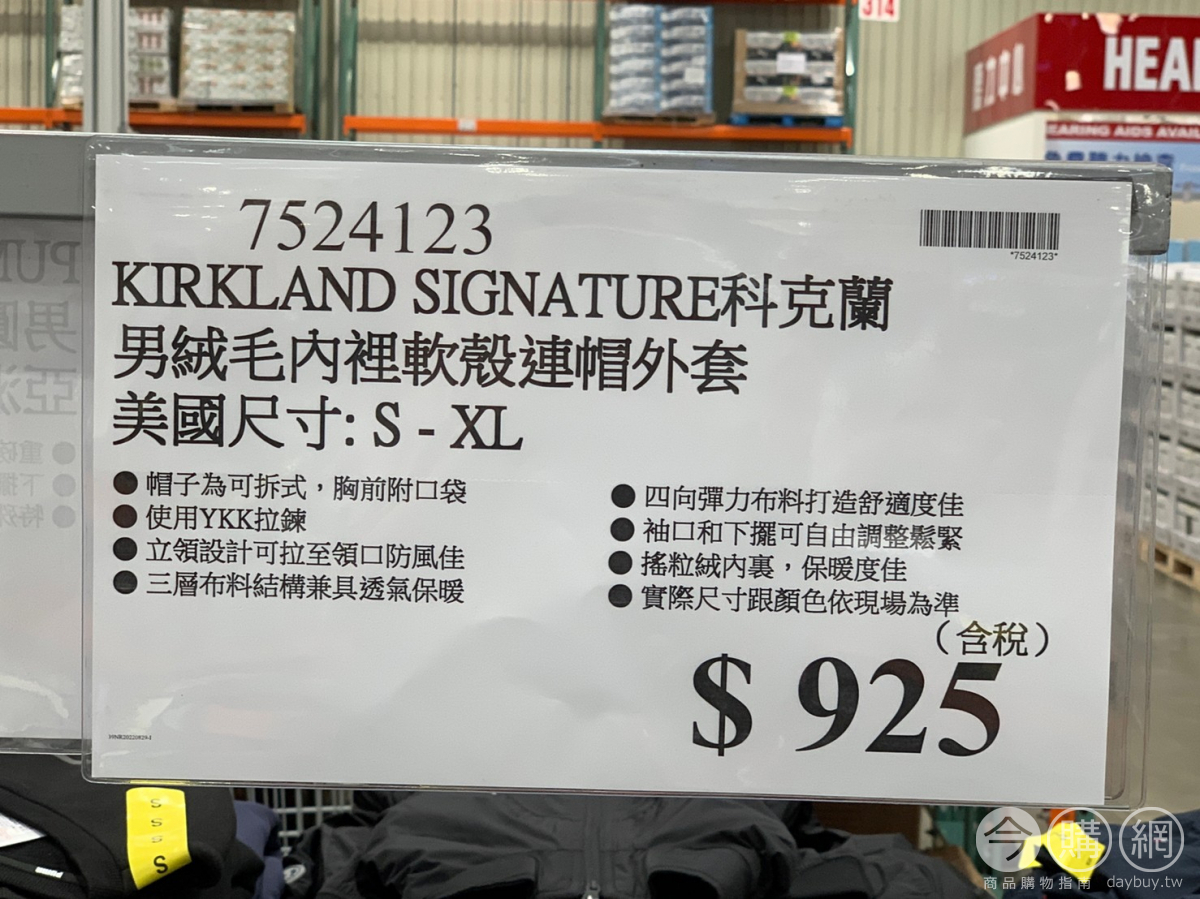 314
HEA
EARING AIDS AVAI
7524123
*7524123*
KIRKLAND SIGNATURE科克蘭
男絨毛內裡軟殼連帽外套
美國尺寸: S - XL
● 帽子為可拆式，胸前附口袋
● 使用YKK拉鍊
● 立領設計可拉至領口防風佳
● 三層布料結構兼具透氣保暖
● 四向彈力布料打造舒適度佳
● 袖口和下擺可自由調整鬆緊
● 搖粒絨內裏，保暖度佳
● 實際尺寸跟顏色依現場為準
（含稅）
$ 925
S
S
S
S
今購網
商品購物指南 daybuy.tw